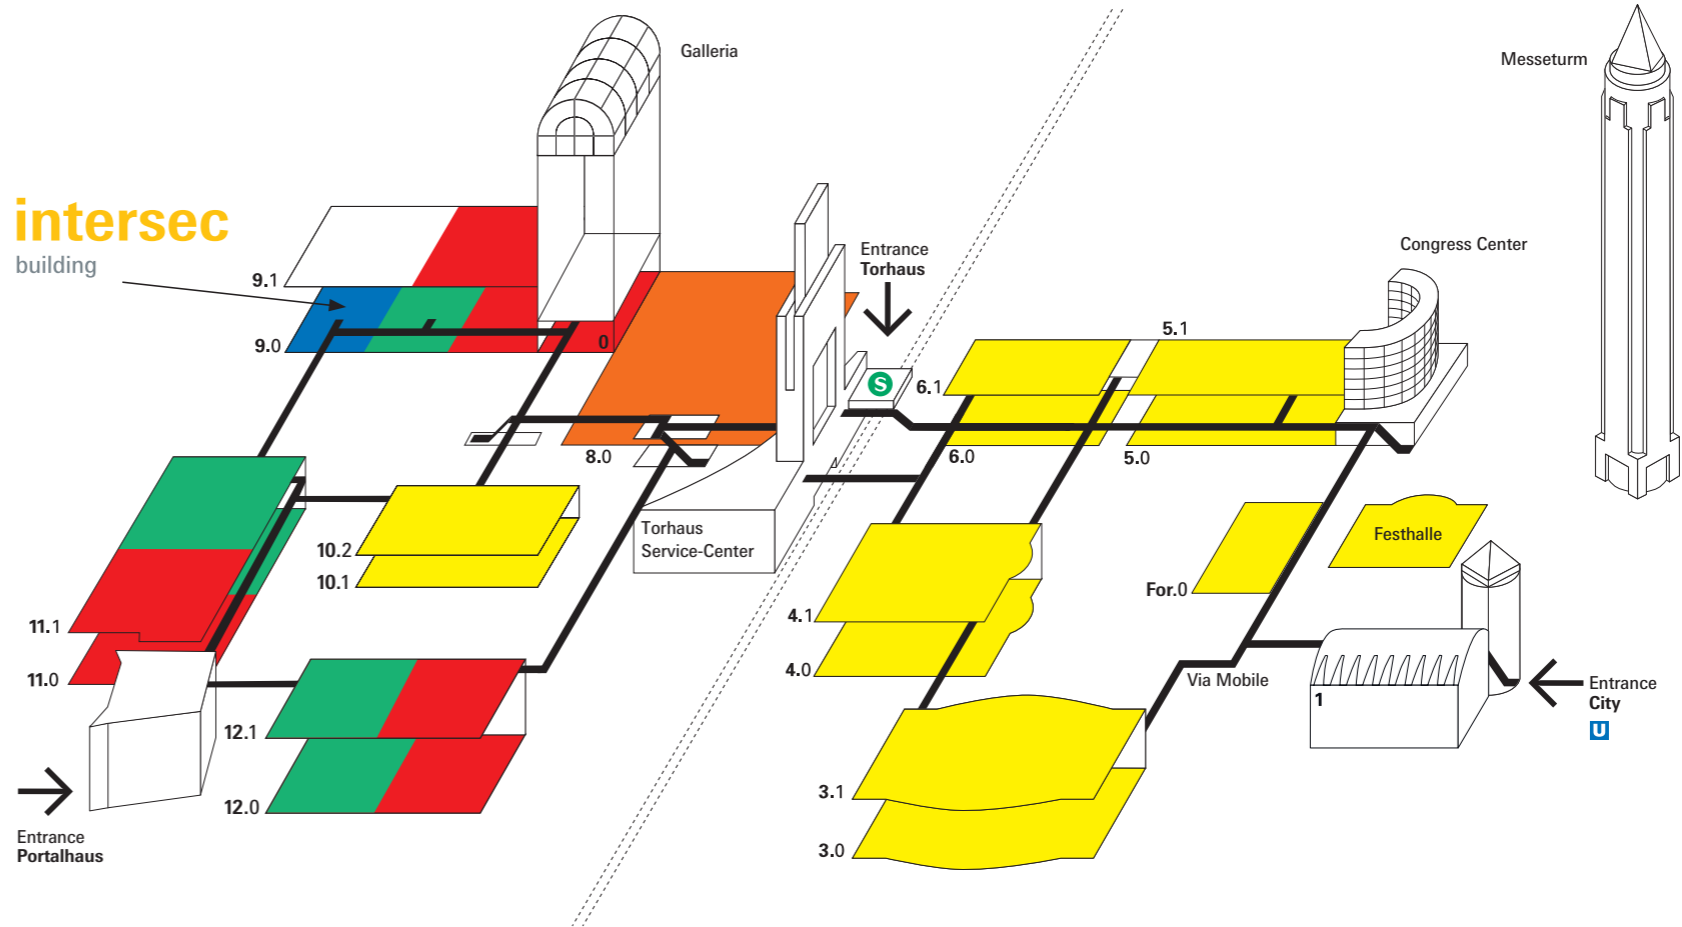 Galleria
Messeturm
intersec
building
Entrance
Torhaus
Congress Center
9.1
9.0
0
S
5.1
6.1
6.0
5.0
8.0
Torhaus
Service-Center
10.2
10.1
Festhalle
For.0
11.1
11.0
4.1
4.0
Via Mobile
1
Entrance
City
U
12.1
12.0
3.1
3.0
Entrance
Portalhaus